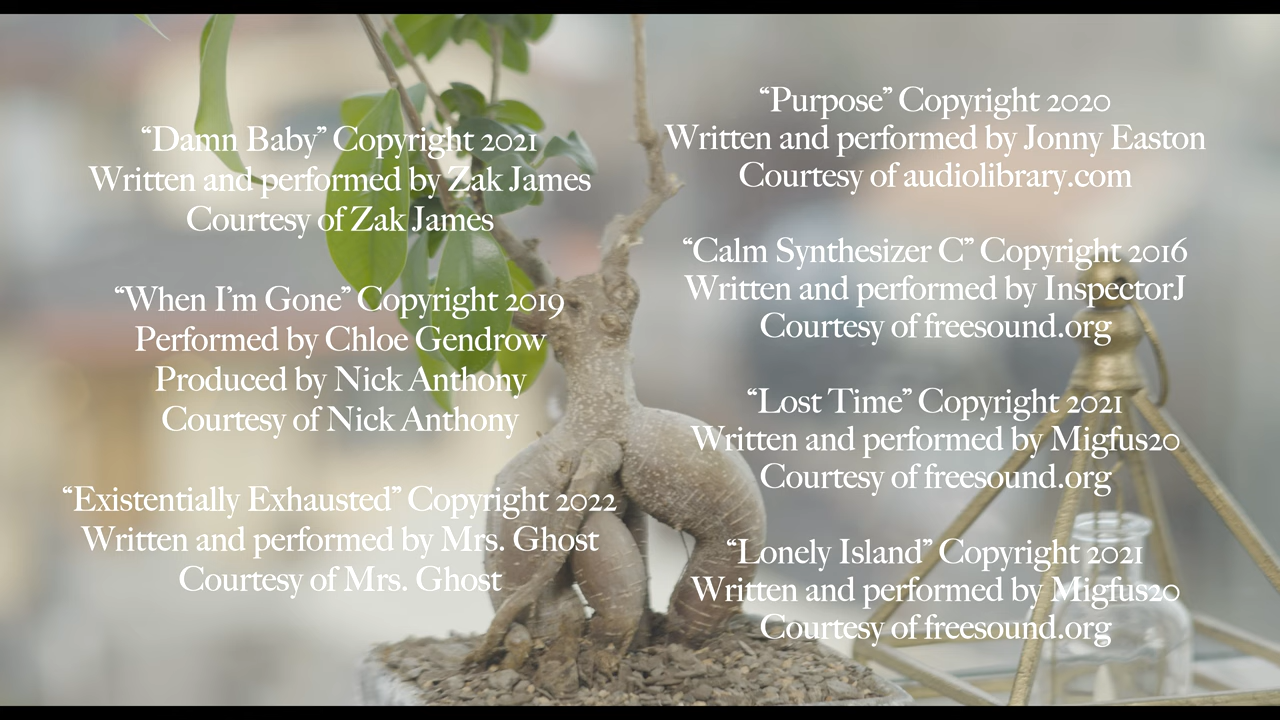 “Damn Baby” Copyright 2021
Written and performed by Zak James
Courtesy of Zak James
“When I’m Gone” Copyright 2019
Performed by Chloe Gendrow
Produced by Nick Anthony
Courtesy of Nick Anthony
“Existentially Exhausted” Copyright 2022
Written and performed by Mrs. Ghost
Courtesy of Mrs. Ghost
“Purpose” Copyright 2020
Written and performed by Jonny Easton
Courtesy of audiolibrary.com
“Calm Synthesizer C” Copyright 2016
Written and performed by InspectorJ
Courtesy of freesound.org
“Lost Time” Copyright 2021
Written and performed by Migfus20
Courtesy of freesound.org
“Lonely Island” Copyright 2021
Written and performed by Migfus20
Courtesy of freesound.org